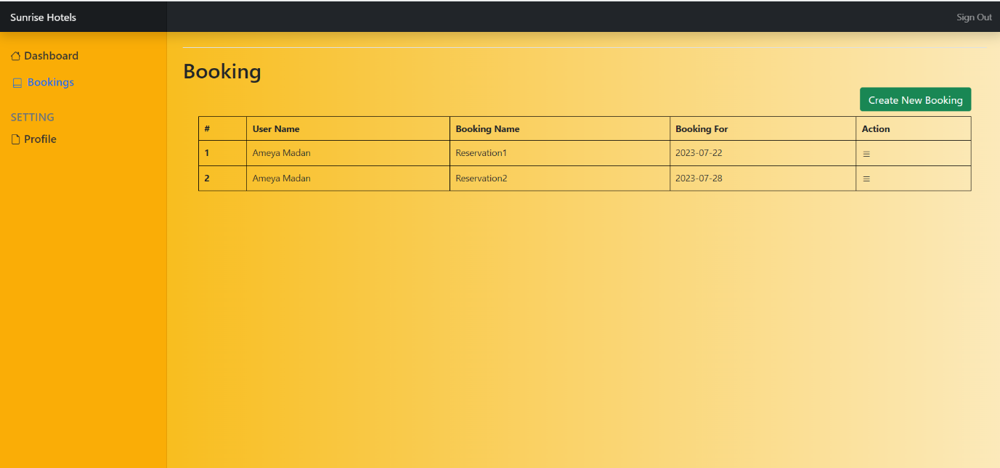 Sunrise Hotels
Sign Out
Dashboard
Bookings
SETTING
Profile
Booking
Create New Booking
# User Name Booking Name Booking For Action
1 Ameya Madan Reservation1 2023-07-22
2 Ameya Madan Reservation2 2023-07-28